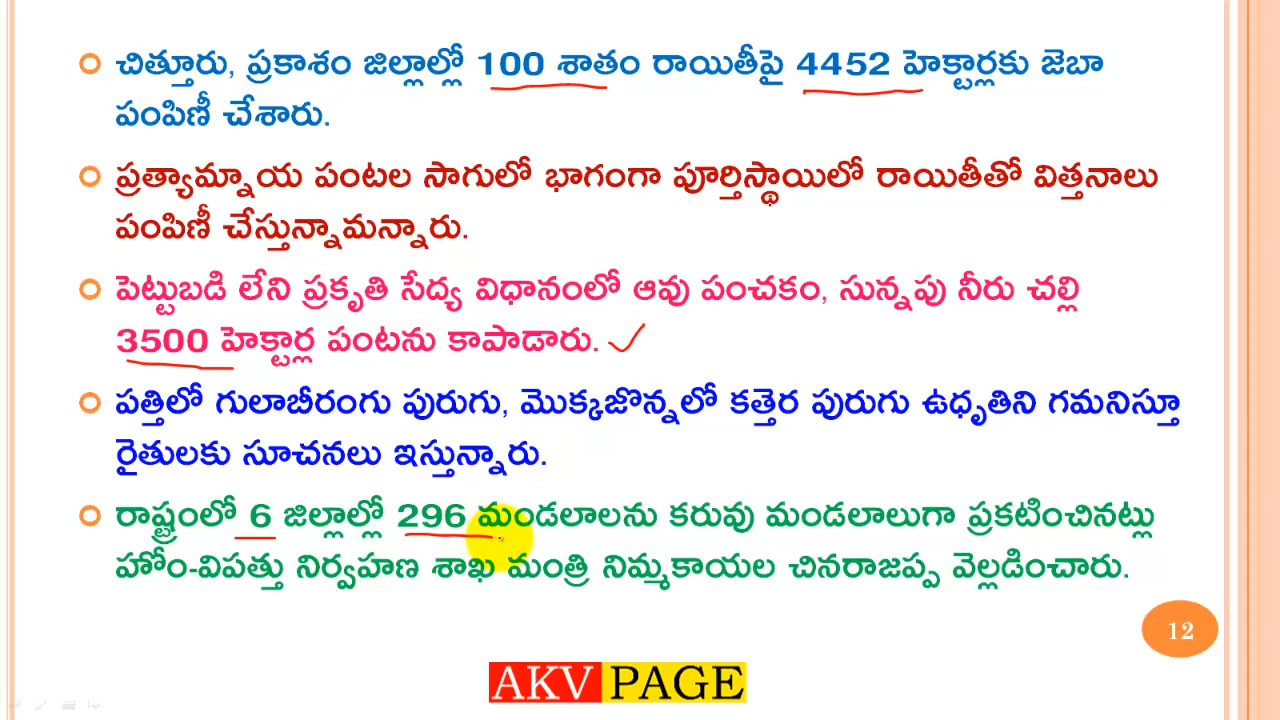 చిత్తూరు, ప్రకాశం జిల్లాల్లో 100 శాతం రాయితీపై 4452 హెక్టార్లకు జెబా
పంపిణీ చేశారు.
ప్రత్యామ్నాయ పంటల సాగులో భాగంగా పూర్తిస్థాయిలో రాయితీతో విత్తనాలు
పంపిణీ చేస్తున్నామన్నారు.
పెట్టుబడి లేని ప్రకృతి సేద్య విధానంలో ఆవు పంచకం, సున్నపు నీరు చల్లి
3500 హెక్టార్ల పంటను కాపాడారు.
పత్తిలో గులాబీరంగు పురుగు, మొక్కజొన్నలో కత్తెర పురుగు ఉధృతిని గమనిస్తూ
రైతులకు సూచనలు ఇస్తున్నారు.
రాష్ట్రంలో 6 జిల్లాల్లో 296 మండలాలను కరువు మండలాలుగా ప్రకటించినట్లు
హోం-విపత్తు నిర్వహణ శాఖ మంత్రి నిమ్మకాయల చినరాజప్ప వెల్లడించారు.
12
AKV PAGE